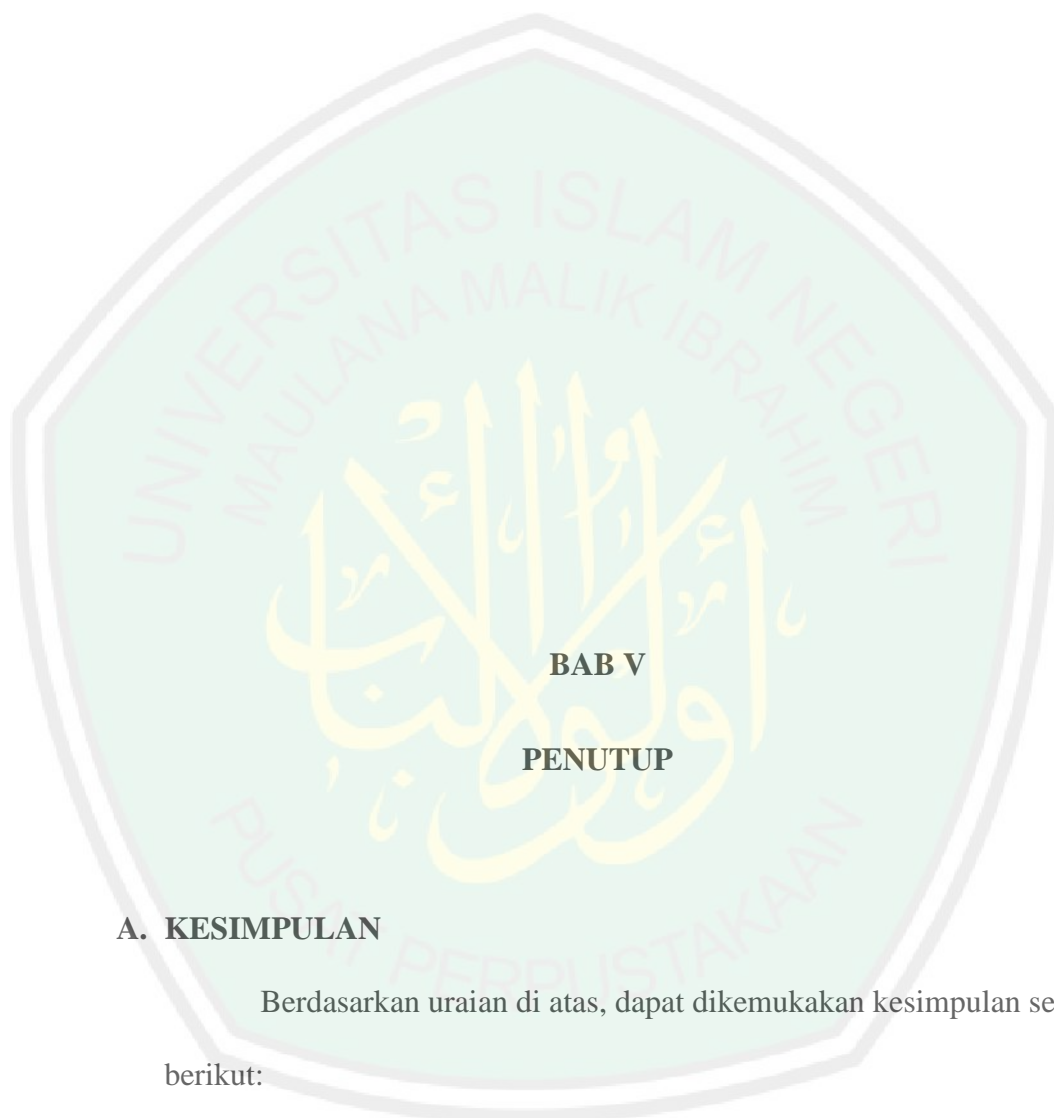 UNIVERSITAS ISLAM NEGERI
MAULANA MALIK IBRAHIM
BAB V
PENUTUP
PUSAT PERPUSTAKAAN
A. KESIMPULAN
Berdasarkan uraian di atas, dapat dikemukakan kesimpulan se
berikut: